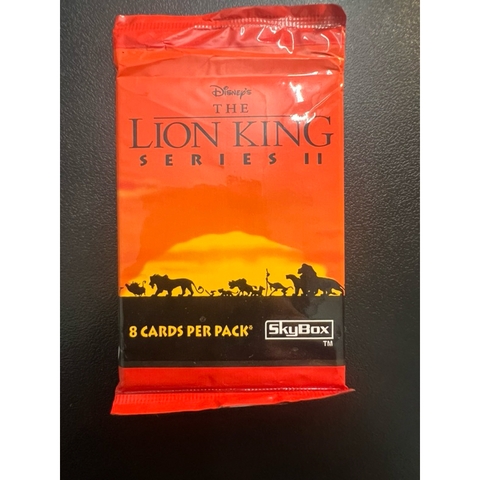 Disney's
THE
LION KING
SERIES II
8 CARDS PER PACK*
SkyBox
TM